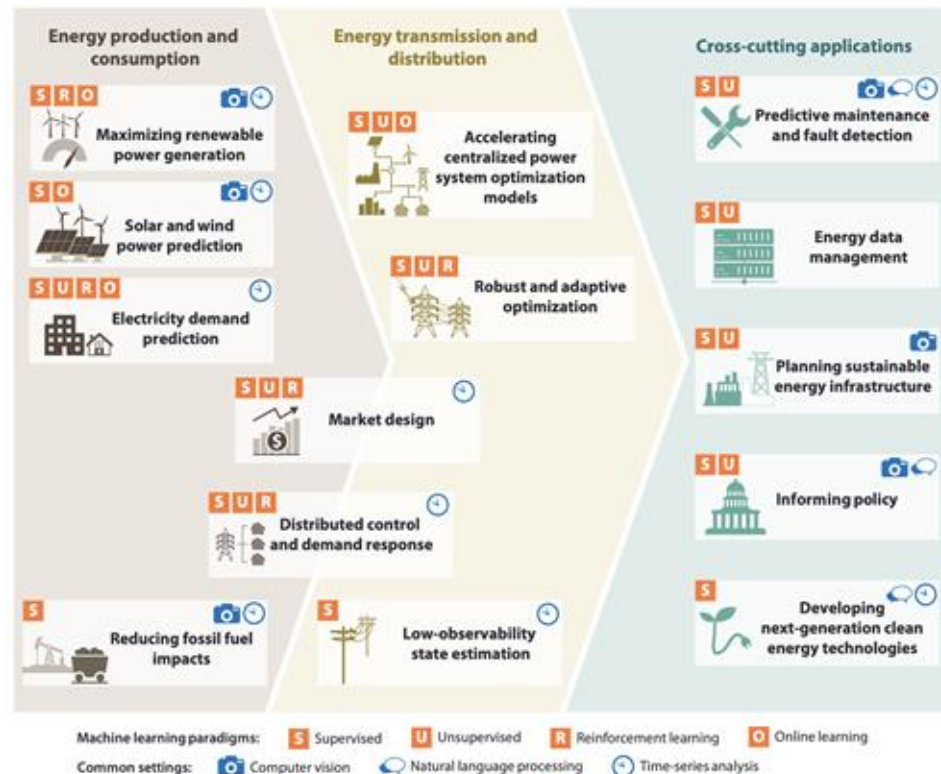 Energy production and
consumption
S R O
Maximizing renewable
power generation
S O
Solar and wind
power prediction
S U R O
Electricity demand
prediction
S U R
Market design
S U R
Distributed control
and demand response
S
Reducing fossil fuel
impacts
Energy transmission and
distribution
S U O
Accelerating
centralized power
system optimization
models
S U R
Robust and adaptive
optimization
S
Low-observability
state estimation
Cross-cutting applications
S U
Predictive maintenance
and fault detection
S U
Energy data
management
S U
Planning sustainable
energy infrastructure
S U
Informing policy
S
Developing
next-generation clean
energy technologies
Machine learning paradigms: S Supervised U Unsupervised R Reinforcement learning O Online learning
Common settings: Computer vision Natural language processing Time-series analysis